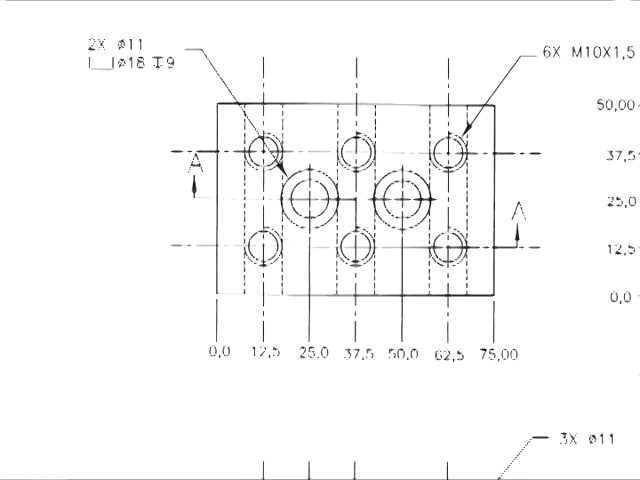 2X ⌀11
⌴⌀18 ↧9
6X M10X1,5
50,00
A
37,5
25,0
A
12,5
0,0
0,0 12,5 25,0 37,5 50,0 62,5 75,00
3X ⌀11